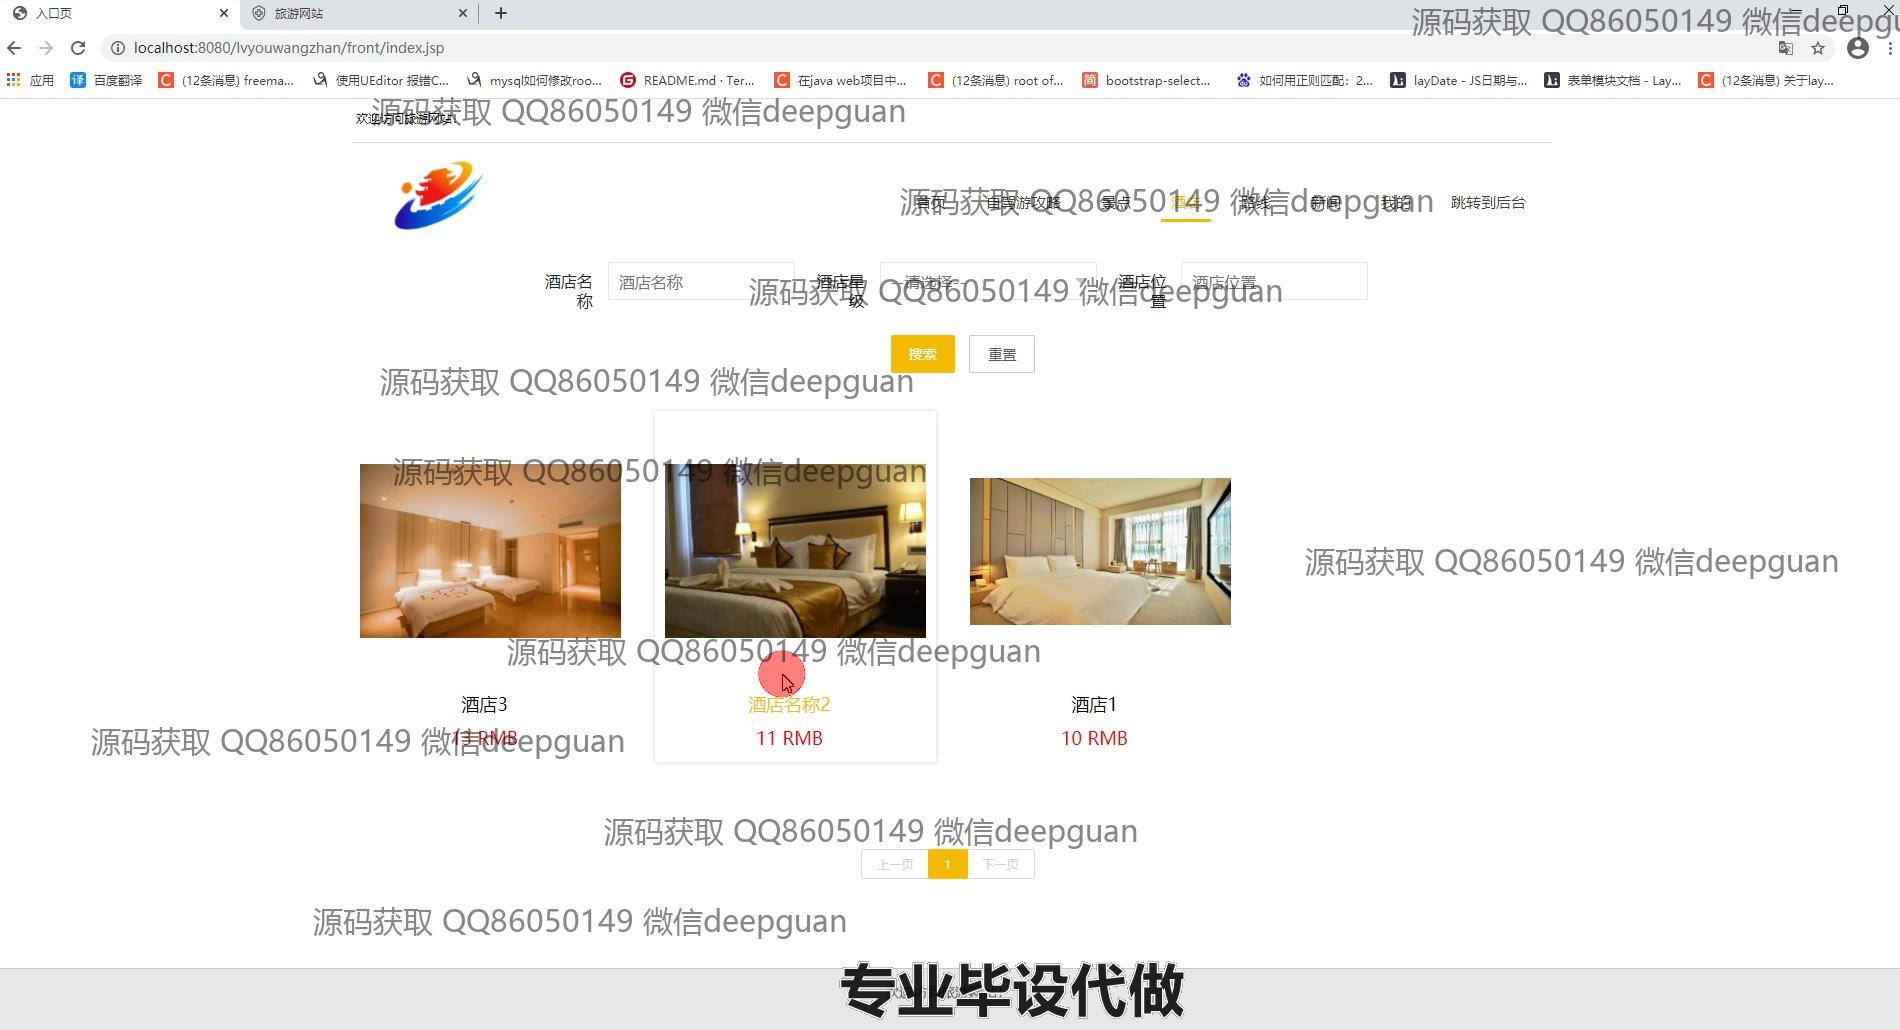 入口页
旅游网站
源码获取 QQ86050149 微信deepgu
localhost:8080/lvyouwangzhan/front/index.jsp
应用
百度翻译
(12条消息) freema...
使用UEditor 报错C...
mysql如何修改roo...
README.md · Ter...
在java web项目中...
(12条消息) root of...
bootstrap-select...
如何用正则匹配：2...
layDate - JS日期与...
表单模块文档 - Lay...
(12条消息) 关于lay...
源码获取 QQ86050149 微信deepguan
欢迎访问旅游网站
源码获取 QQ86050149 微信deepguan
首页
自驾游攻略
景点
酒店
路线
新闻
我的
跳转到后台
酒店名称
酒店名称
酒店星级
请选择
酒店位置
酒店位置
源码获取 QQ86050149 微信deepguan
搜索
重置
源码获取 QQ86050149 微信deepguan
源码获取 QQ86050149 微信deepguan
源码获取 QQ86050149 微信deepguan
源码获取 QQ86050149 微信deepguan
酒店3
酒店名称2
酒店1
13 RMB
11 RMB
10 RMB
源码获取 QQ86050149 微信deepguan
源码获取 QQ86050149 微信deepguan
上一页
1
下一页
源码获取 QQ86050149 微信deepguan
专业毕设代做